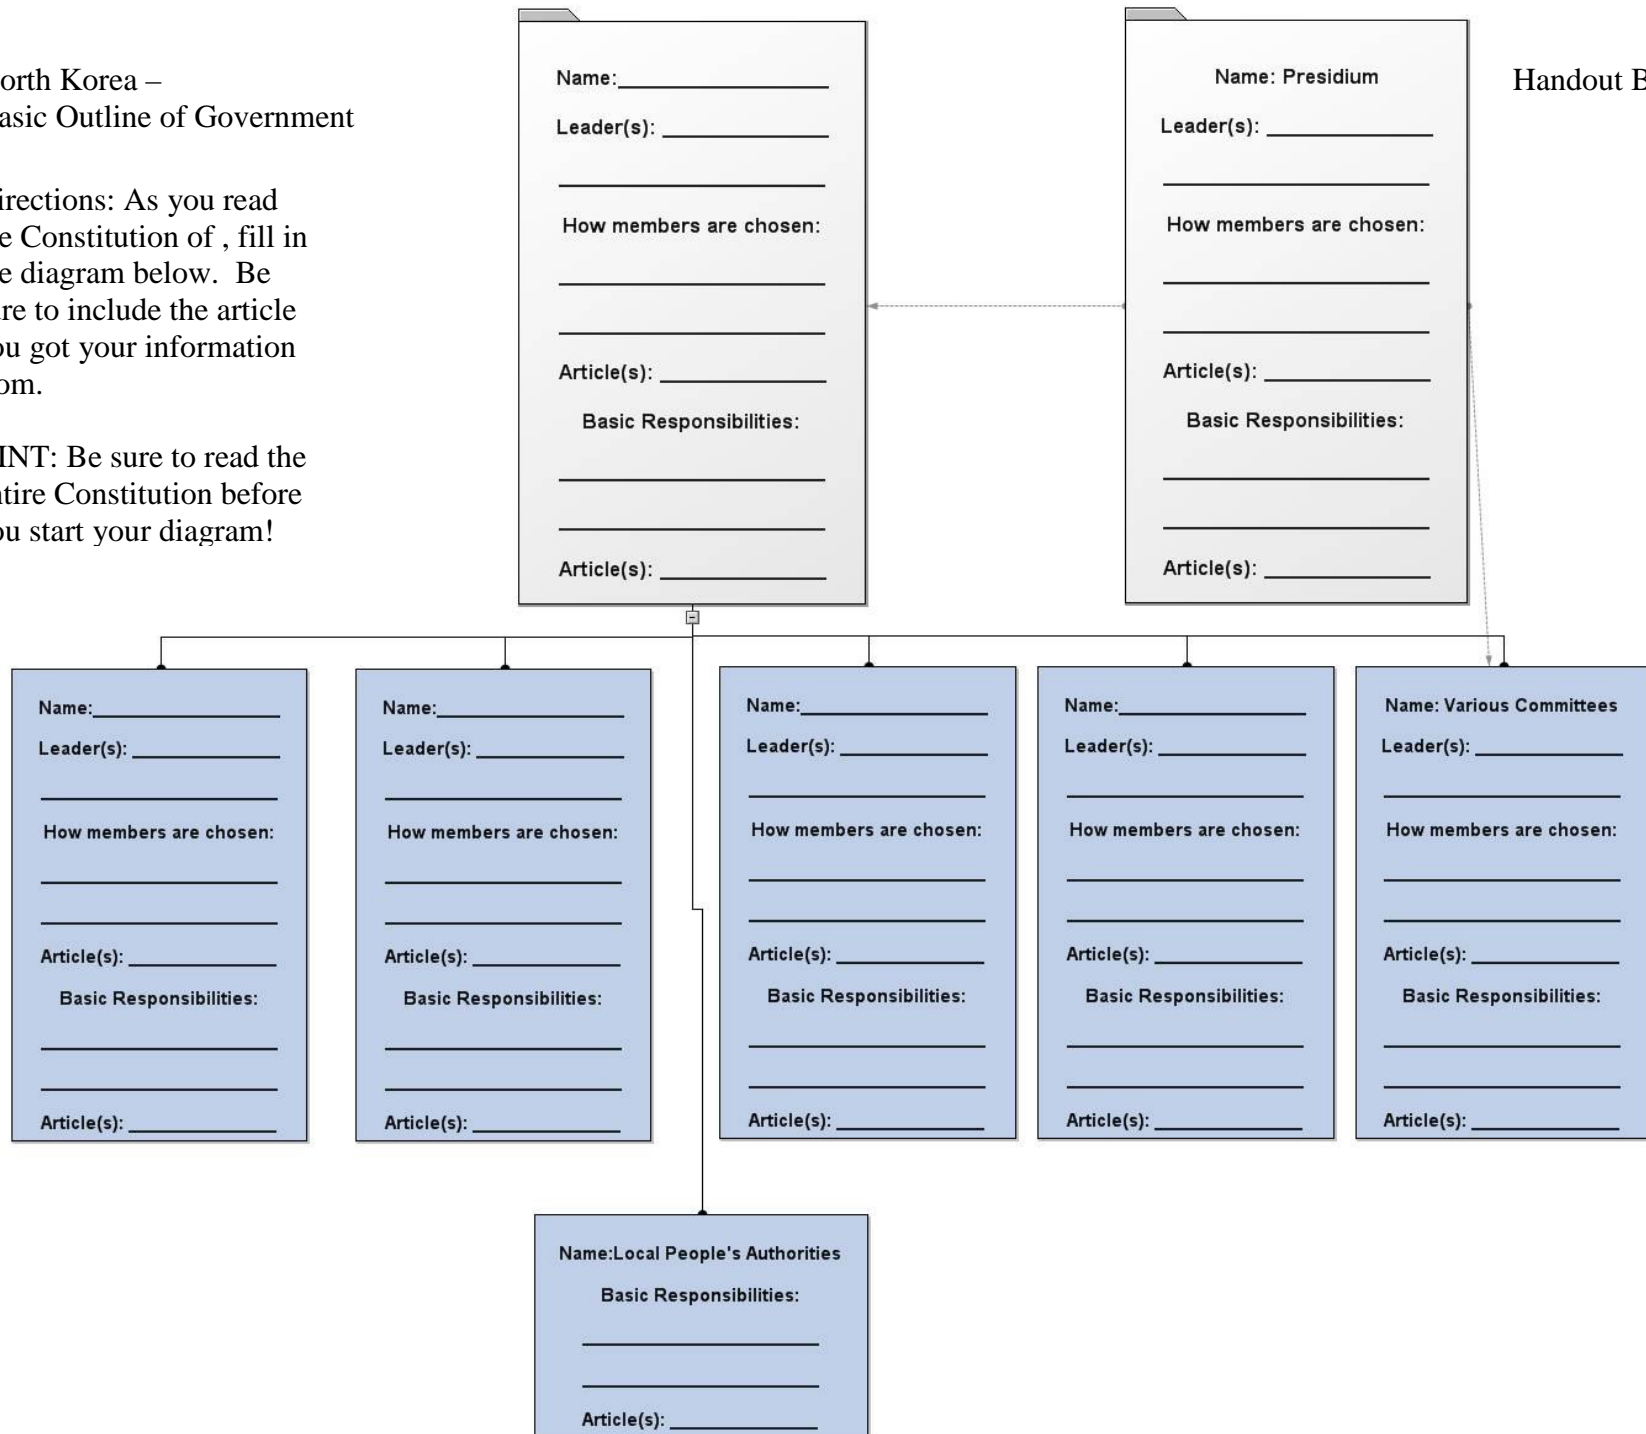 orth Korea –
asic Outline of Government
irections: As you read
e Constitution of , fill in
e diagram below. Be
re to include the article
ou got your information
om.
INT: Be sure to read the
ntire Constitution before
ou start your diagram!
Handout B
Name:
Leader(s):
How members are chosen:
Article(s):
Basic Responsibilities:
Article(s):
Name: Presidium
Leader(s):
How members are chosen:
Article(s):
Basic Responsibilities:
Article(s):
Name:
Leader(s):
How members are chosen:
Article(s):
Basic Responsibilities:
Article(s):
Name:
Leader(s):
How members are chosen:
Article(s):
Basic Responsibilities:
Article(s):
Name:
Leader(s):
How members are chosen:
Article(s):
Basic Responsibilities:
Article(s):
Name:
Leader(s):
How members are chosen:
Article(s):
Basic Responsibilities:
Article(s):
Name: Various Committees
Leader(s):
How members are chosen:
Article(s):
Basic Responsibilities:
Article(s):
Name:Local People's Authorities
Basic Responsibilities:
Article(s):